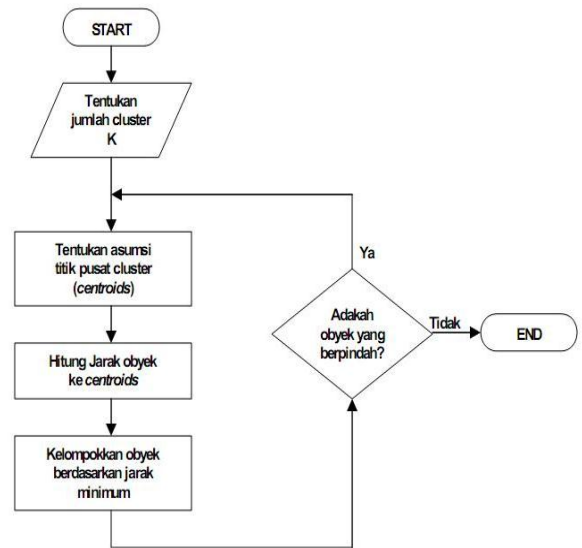 START
Tentukan
jumlah cluster
K
Tentukan asumsi
titik pusat cluster
(centroids)
Hitung Jarak obyek
ke centroids
Kelompokkan obyek
berdasarkan jarak
minimum
Ya
Adakah
obyek yang
berpindah?
Tidak
END